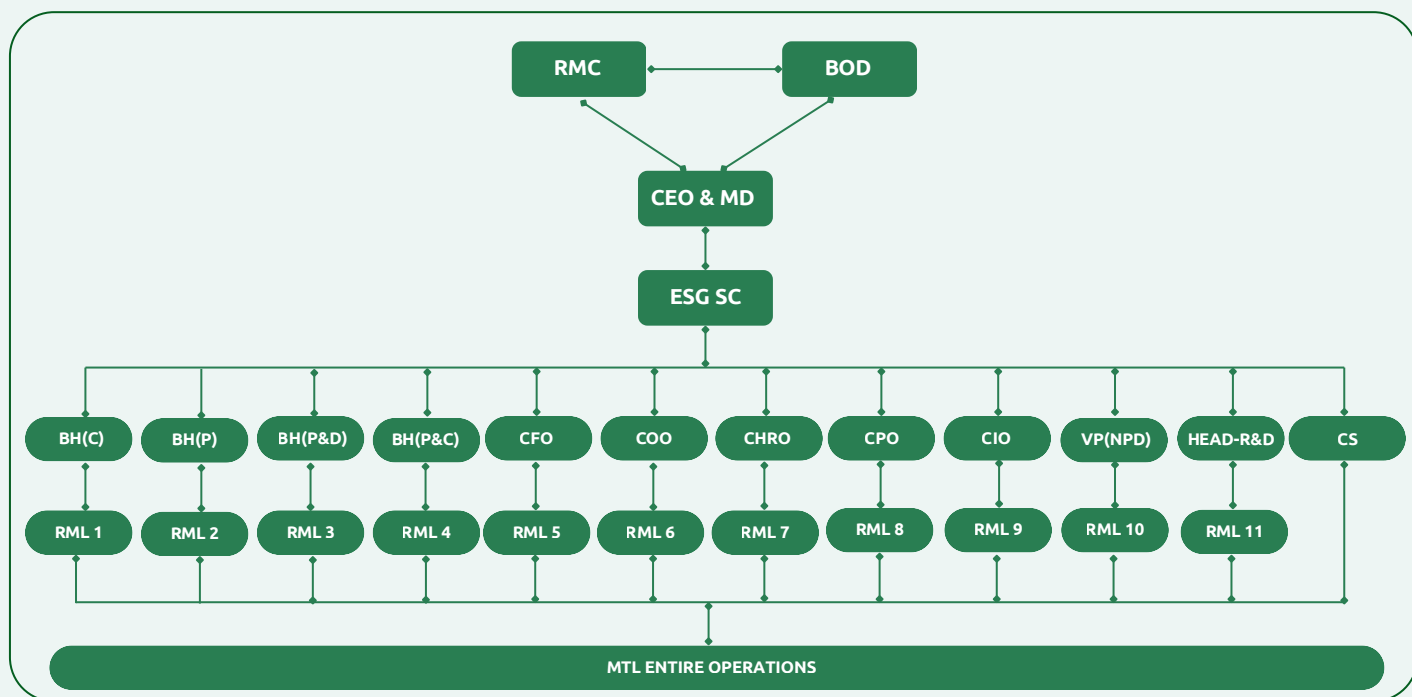 RMC
BOD
CEO & MD
ESG SC
BH(C)
BH(P)
BH(P&D)
BH(P&C)
CFO
COO
CHRO
CPO
CIO
VP(NPD)
HEAD-R&D
CS
RML 1
RML 2
RML 3
RML 4
RML 5
RML 6
RML 7
RML 8
RML 9
RML 10
RML 11
MTL ENTIRE OPERATIONS